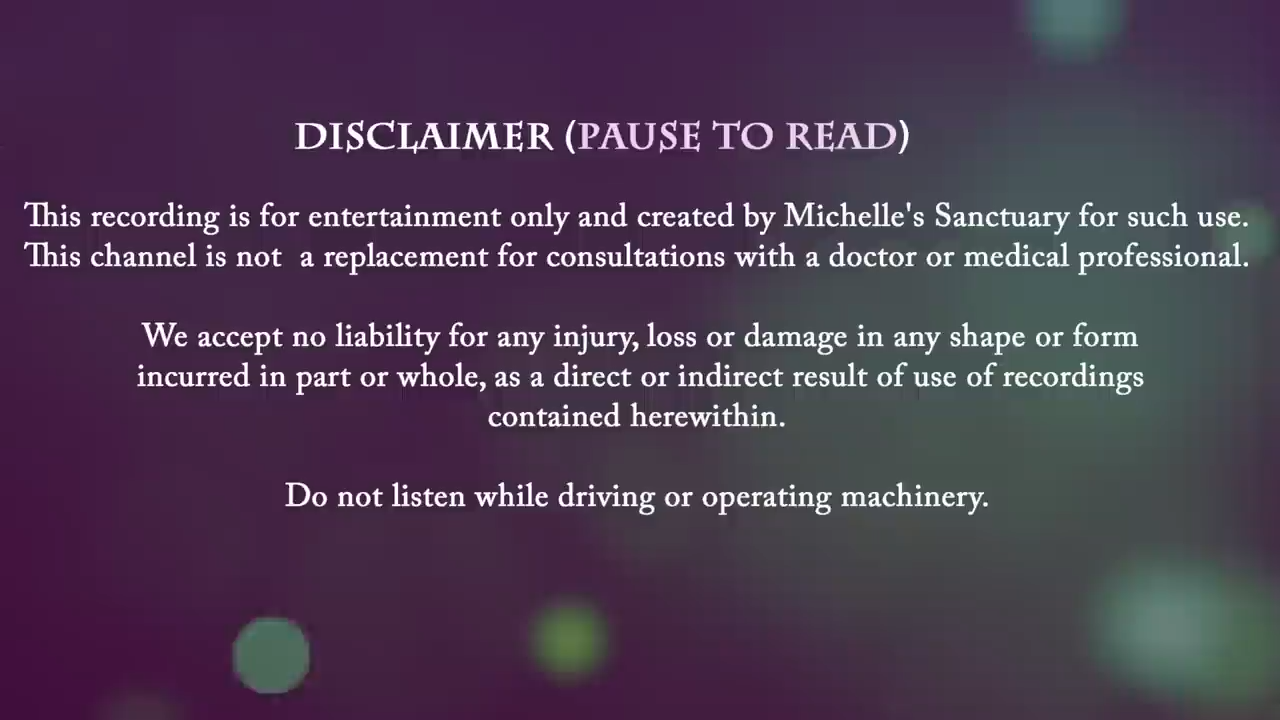 DISCLAIMER (PAUSE TO READ)
This recording is for entertainment only and created by Michelle's Sanctuary for such use.
This channel is not  a replacement for consultations with a doctor or medical professional.
We accept no liability for any injury, loss or damage in any shape or form
incurred in part or whole, as a direct or indirect result of use of recordings
contained herewithin.
Do not listen while driving or operating machinery.